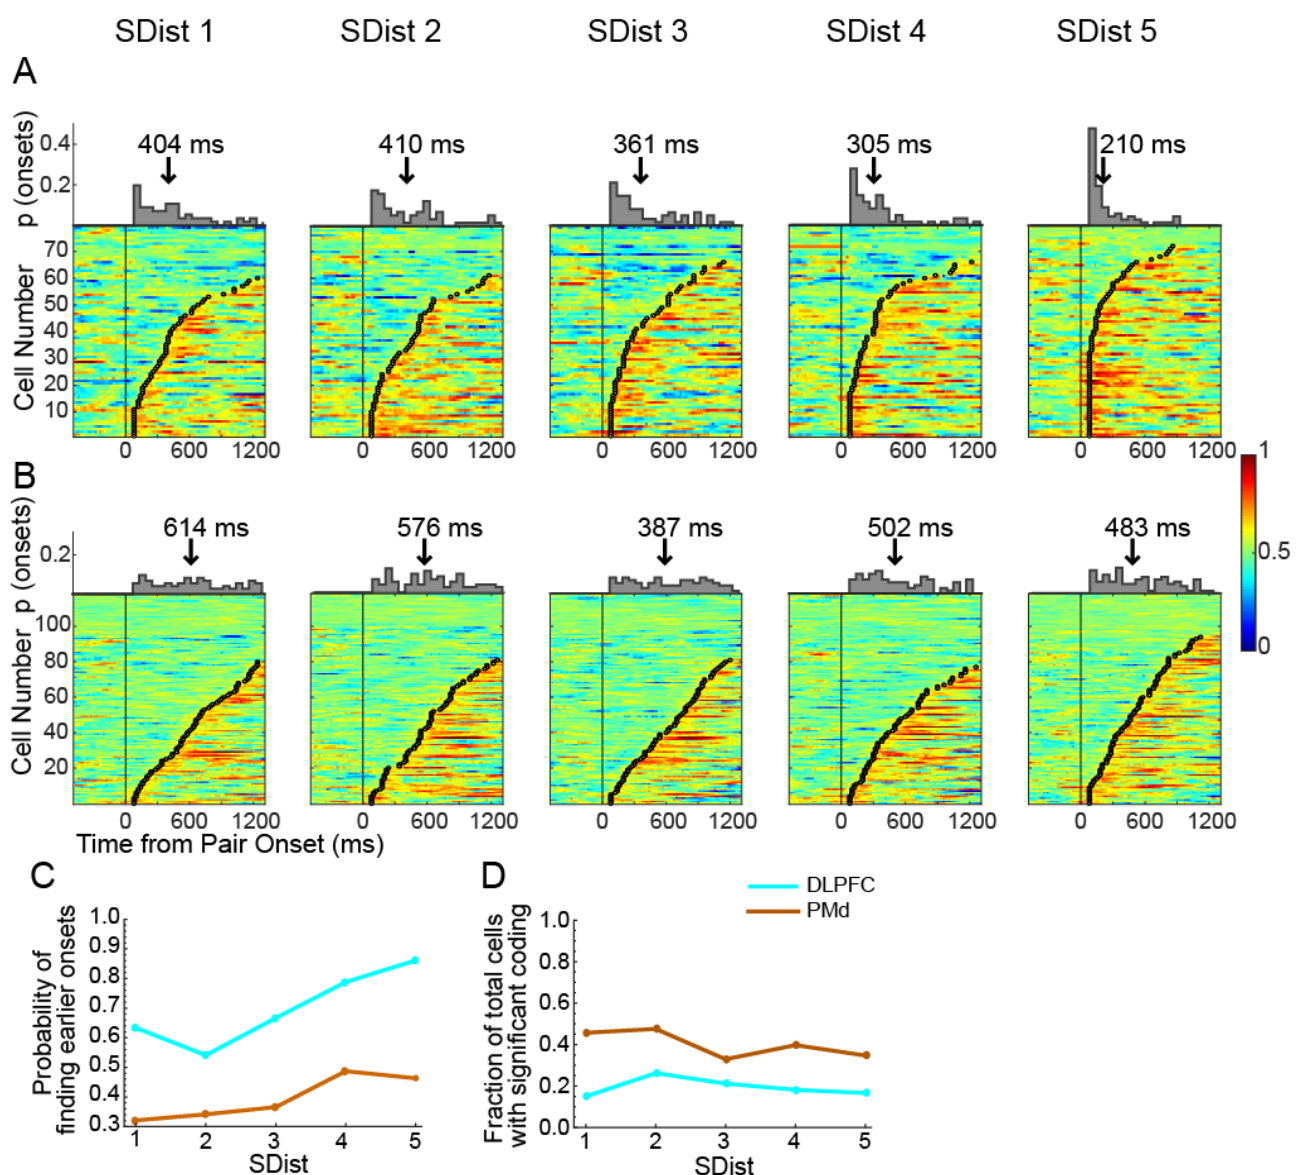 SDist 1 SDist 2 SDist 3 SDist 4 SDist 5
A
p (onsets)
0.4
0.2
404 ms 410 ms 361 ms 305 ms 210 ms
Cell Number
70
60
50
40
30
20
10
0 600 1200 0 600 1200 0 600 1200 0 600 1200 0 600 1200
1
0.5
0
B
p (onsets)
0.2
614 ms 576 ms 387 ms 502 ms 483 ms
Cell Number
100
80
60
40
20
0 600 1200 0 600 1200 0 600 1200 0 600 1200 0 600 1200
Time from Pair Onset (ms)
C
Probability of
finding earlier onsets
1.0
0.9
0.8
0.7
0.6
0.5
0.4
0.3
1 2 3 4 5
SDist
D
DLPFC
PMd
Fraction of total cells
with significant coding
1.0
0.8
0.6
0.4
0.2
0.0
1 2 3 4 5
SDist